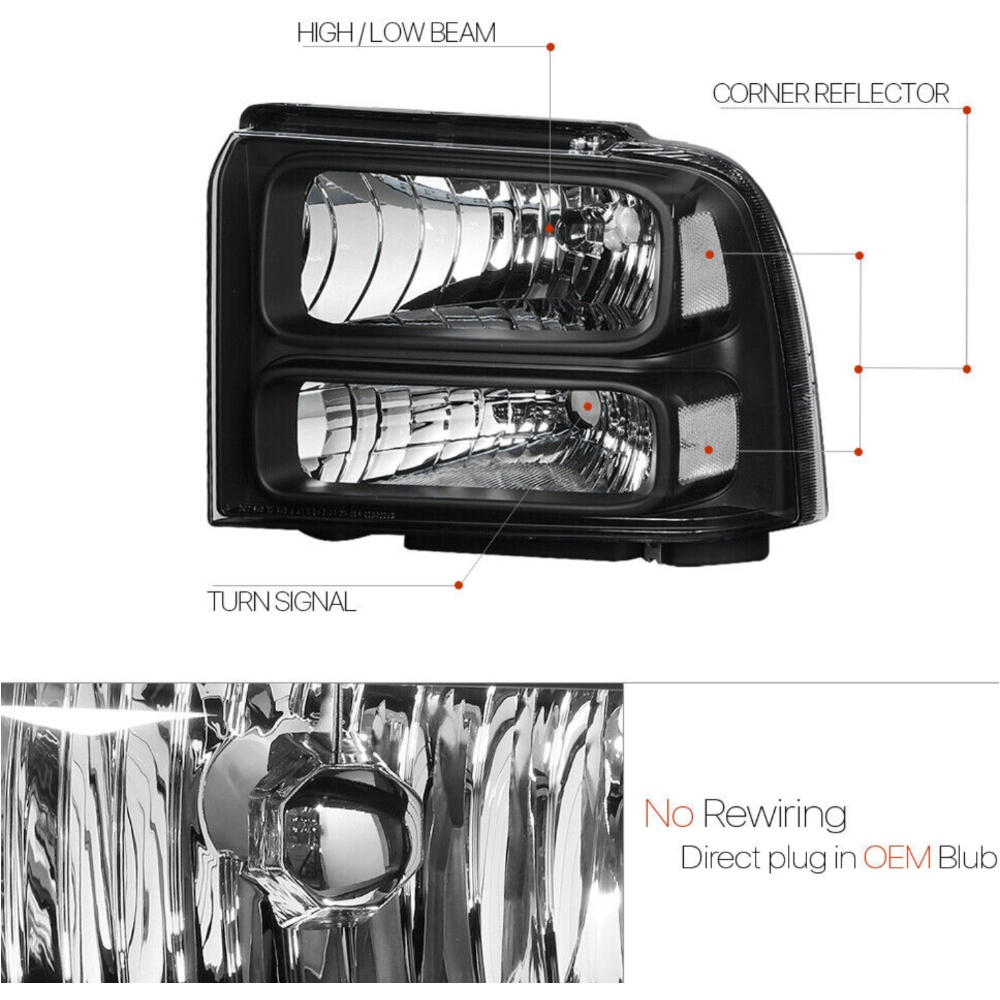 HIGH / LOW BEAM
CORNER REFLECTOR
TURN SIGNAL
No Rewiring
Direct plug in OEM Blub